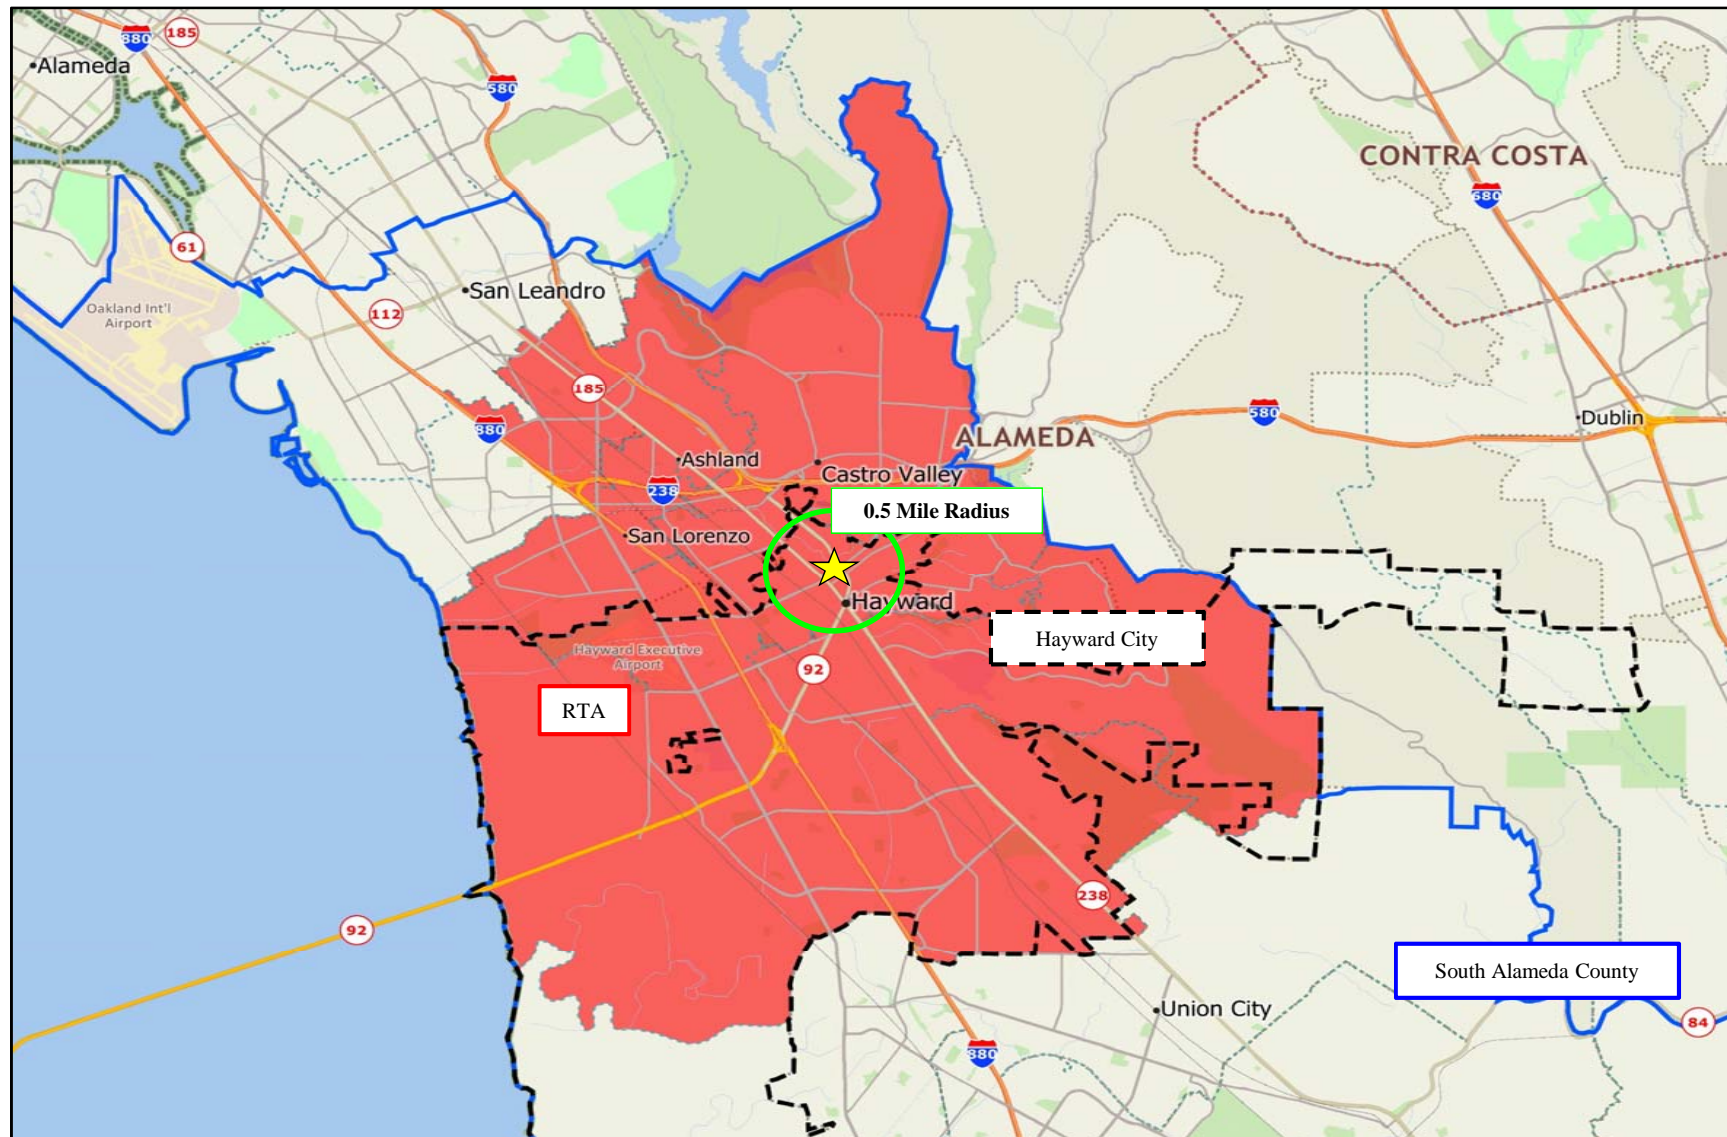 880
185
Alameda
580
CONTRA COSTA
680
61
San Leandro
Oakland Int'l
Airport
112
185
880
580
Dublin
ALAMEDA
Ashland
Castro Valley
238
0.5 Mile Radius
San Lorenzo
Hayward
Hayward City
Hayward Executive
Airport
92
RTA
238
92
South Alameda County
Union City
84
880